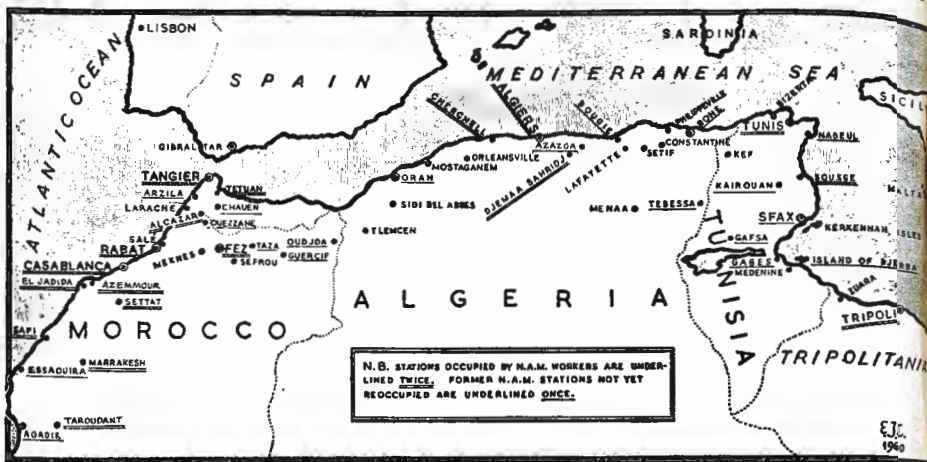 LISBON
SARDINIA
SPAIN
MEDITERRANEAN SEA
ATLANTIC OCEAN
SICIL
CHERCHELL
ALGIERS
BOUGIE
PHILIPPEVILLE
BONE
BIZERTE
TUNIS
NABEUL
GIBRALTAR
AZAZGA
CONSTANTINE
SETIF
KEF
ORLEANSVILLE
MOSTAGANEM
LAFAYETTE
DJEMAA SAHRIDJ
TANGIER
TETUAN
ORAN
SOUSSE
KAIROUAN
MALTA
ARZILA
CHAUEN
LARACHE
SIDI BEL ABBES
MENAA
TEBESSA
ALCAZAR
OUEZZANE
SFAX
KERKENNAH ISLES
TLEMCEN
SALE
RABAT
FEZ
TAZA
OUDJDA
MEKNES
SEFROU
GUERCIF
GAFSA
CASABLANCA
GABES
ISLAND OF DJERBA
MEDENINE
EL JADIDA
AZEMMOUR
SETTAT
ZUARA
ALGERIA
TUNISIA
TRIPOLI
SAFI
MOROCCO
TRIPOLITANIA
MARRAKESH
ESSAOUIRA
N.B. STATIONS OCCUPIED BY N.A.M. WORKERS ARE UNDER-
LINED TWICE. FORMER N.A.M. STATIONS NOT YET
REOCCUPIED ARE UNDERLINED ONCE.
TAROUDANT
AGADIR
E.J.C.
1960